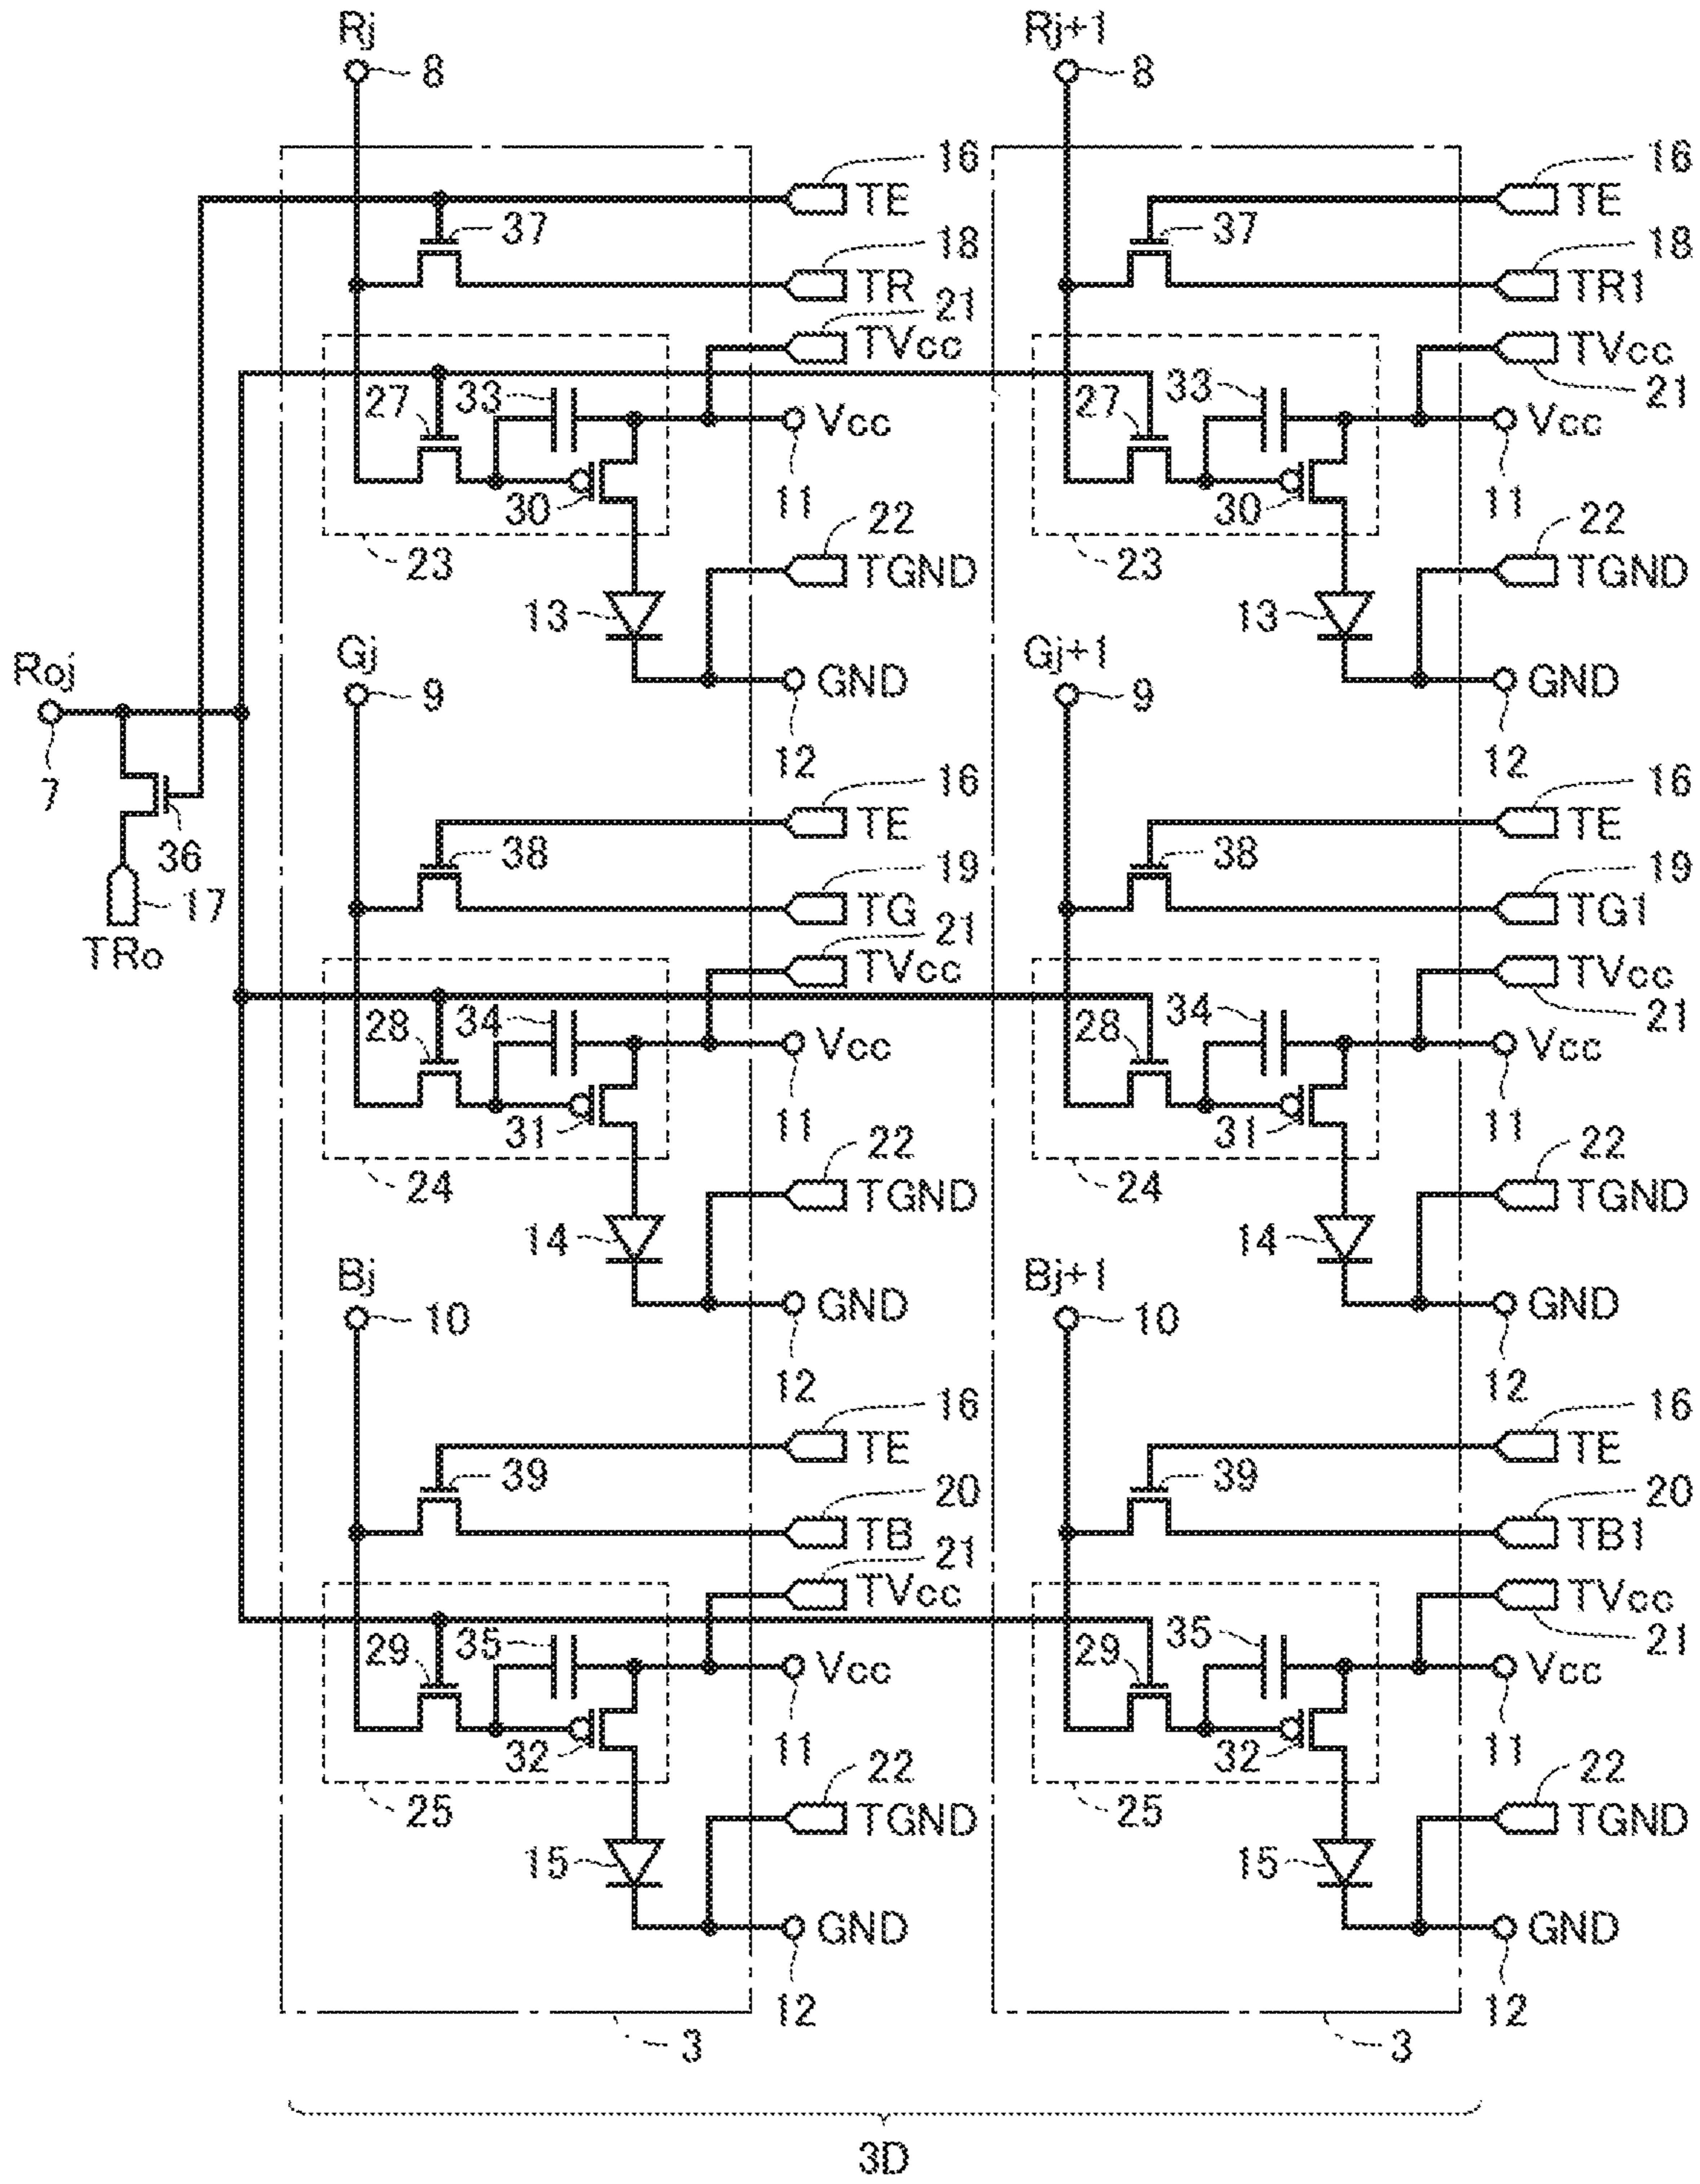 Rj Rj+1
8 8
16 16
TE TE
37 37
18 18
TR TR1
21
TVcc TVcc
27 33 27 33 21
Vcc Vcc
30 11 30 11
22 22
23 TGND 23 TGND
13 13
Roj Gj Gj+1
9 GND 9 GND
7 12 12
16 16
TE TE
36 38 38
19 19
17 TG TG1
TRo 21
TVcc TVcc
28 34 28 34 21
Vcc Vcc
31 11 31 11
22 22
24 TGND 24 TGND
14 14
Bj Bj+1
10 GND 10 GND
12 12
16 16
TE TE
39 39
20 20
TB TB1
21
TVcc TVcc
29 35 29 35 21
Vcc Vcc
32 11 32 11
22 22
25 TGND 25 TGND
15 15
GND GND
12 12
3 3
3D